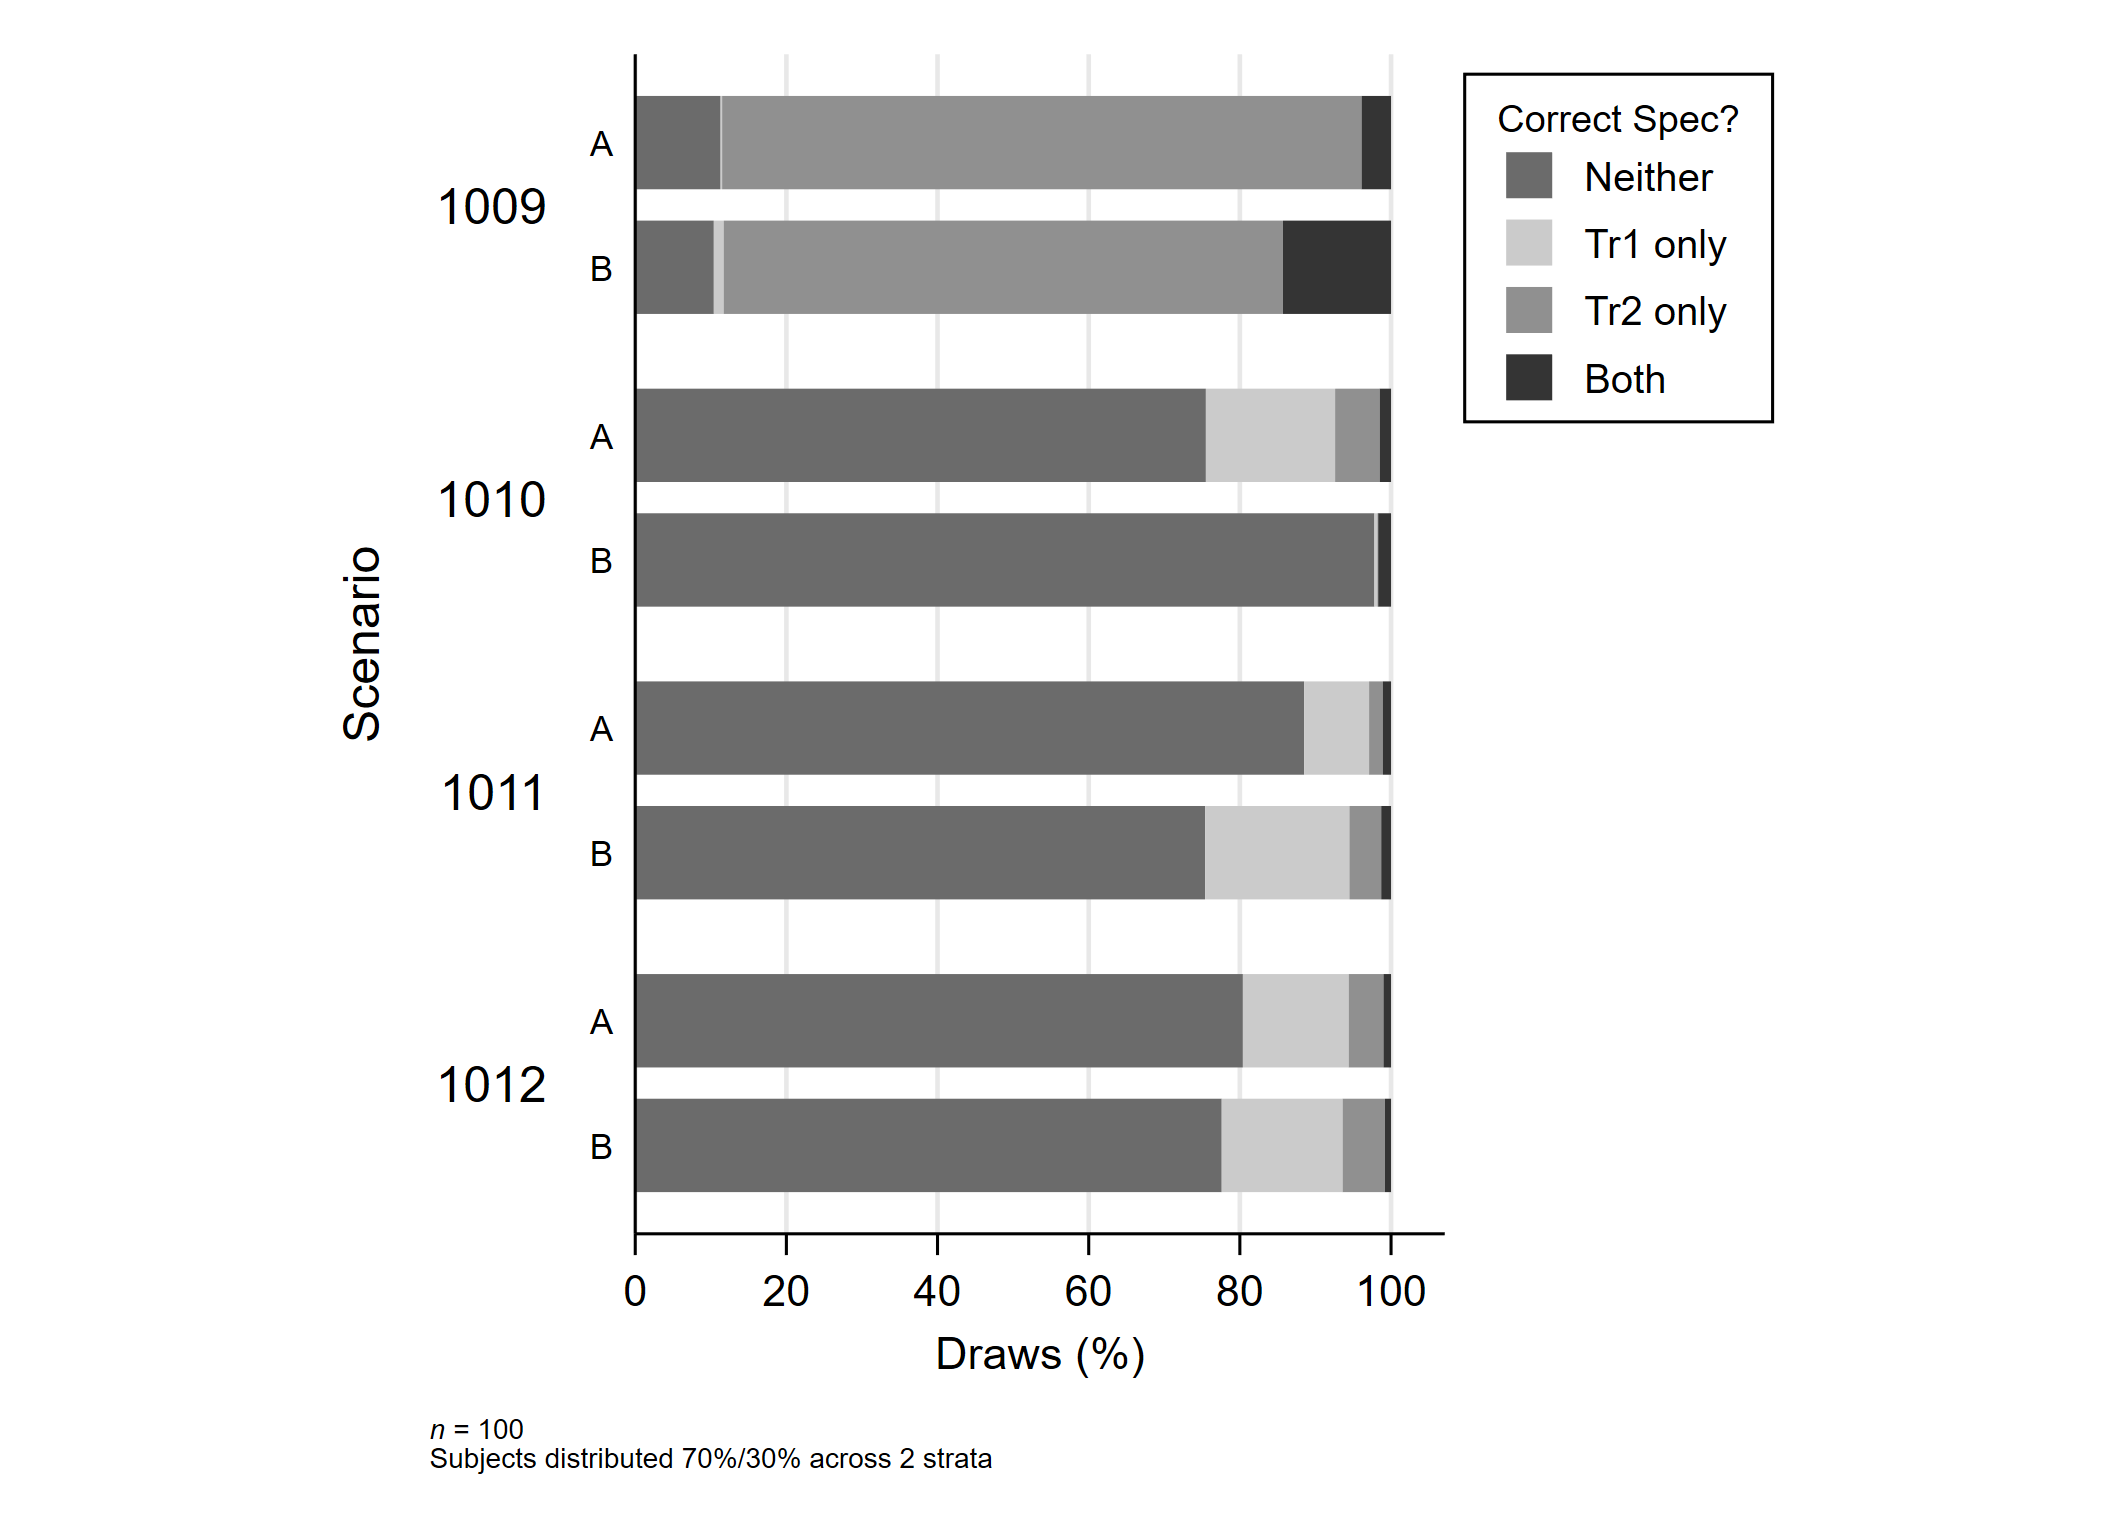 Correct Spec?
Neither
Tr1 only
Tr2 only
Both
Scenario
1009
A
B
1010
A
B
1011
A
B
1012
A
B
0 20 40 60 80 100
Draws (%)
n = 100
Subjects distributed 70%/30% across 2 strata